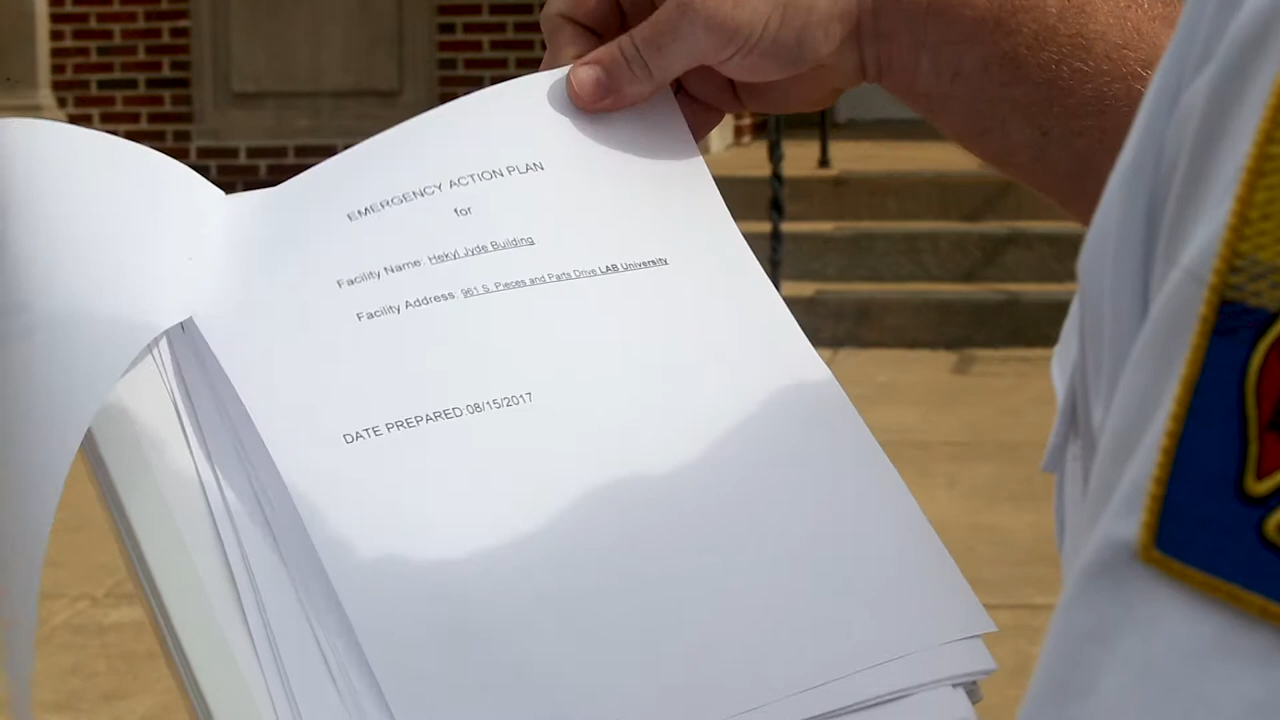 EMERGENCY ACTION PLAN
for
Facility Name: Hekyl Jyde Building
Facility Address: 961 S. Pieces and Parts Drive LAB University
DATE PREPARED:08/15/2017